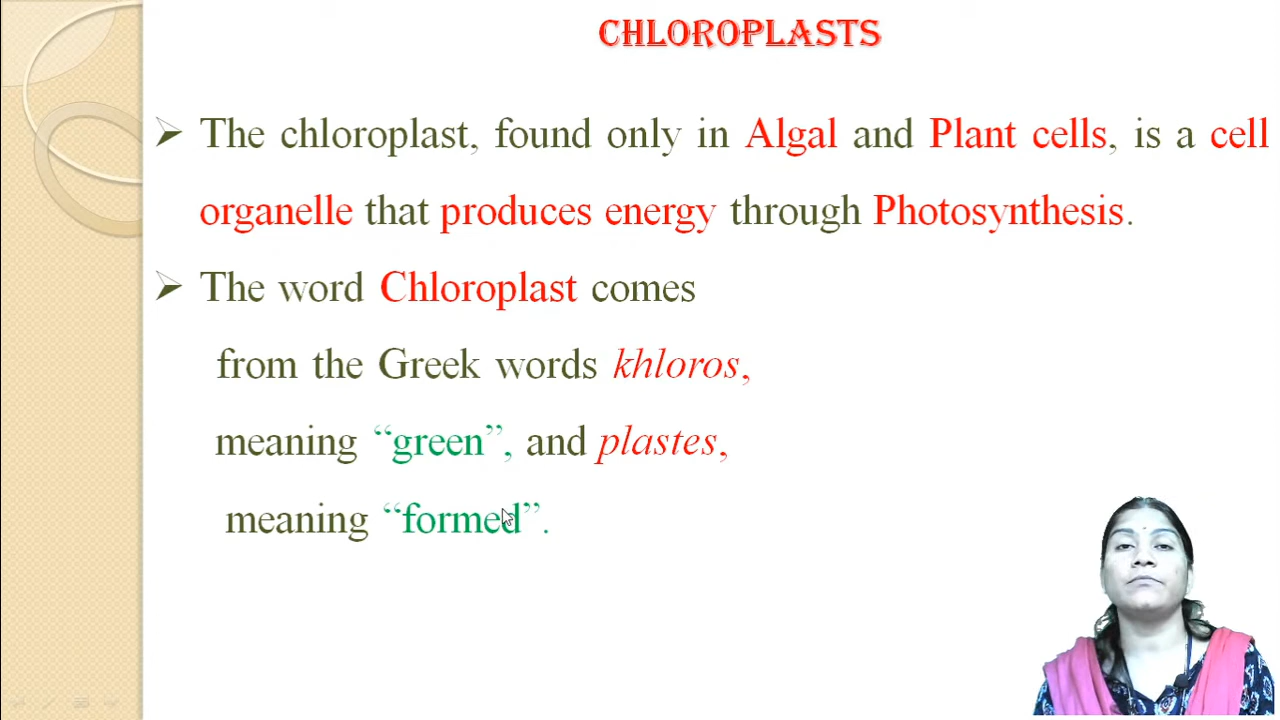 CHLOROPLASTS
➤ The chloroplast, found only in Algal and Plant cells, is a cell
organelle that produces energy through Photosynthesis.
➤ The word Chloroplast comes
from the Greek words khloros,
meaning “green”, and plastes,
meaning “formed”.